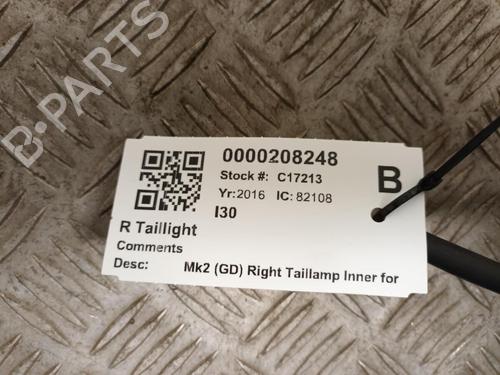 B-PARTS
0000208248
Stock #: C17213
Yr:2016 IC: 82108
I30
B
R Taillight
Comments
Desc: Mk2 (GD) Right Taillamp Inner for